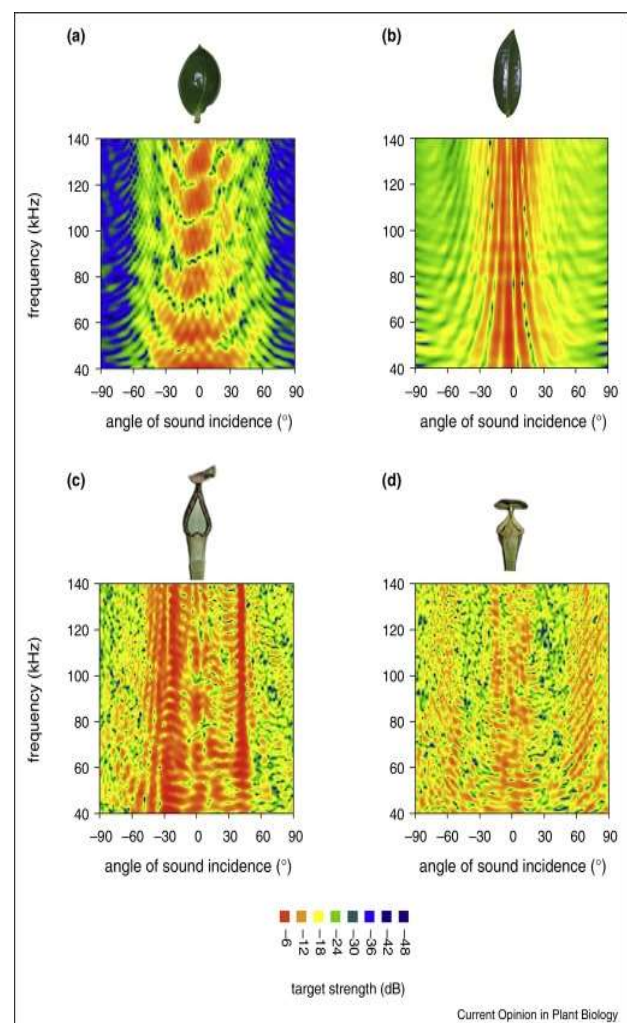 (a)
(b)
140
120
100
80
60
40
frequency (kHz)
–90 –60 –30 0 30 60 90
angle of sound incidence (°)
140
120
100
80
60
40
–90 –60 –30 0 30 60 90
angle of sound incidence (°)
(c)
(d)
140
120
100
80
60
40
frequency (kHz)
–90 –60 –30 0 30 60 90
angle of sound incidence (°)
140
120
100
80
60
40
–90 –60 –30 0 30 60 90
angle of sound incidence (°)
–6 –12 –18 –24 –30 –36 –42 –48
target strength (dB)
Current Opinion in Plant Biology